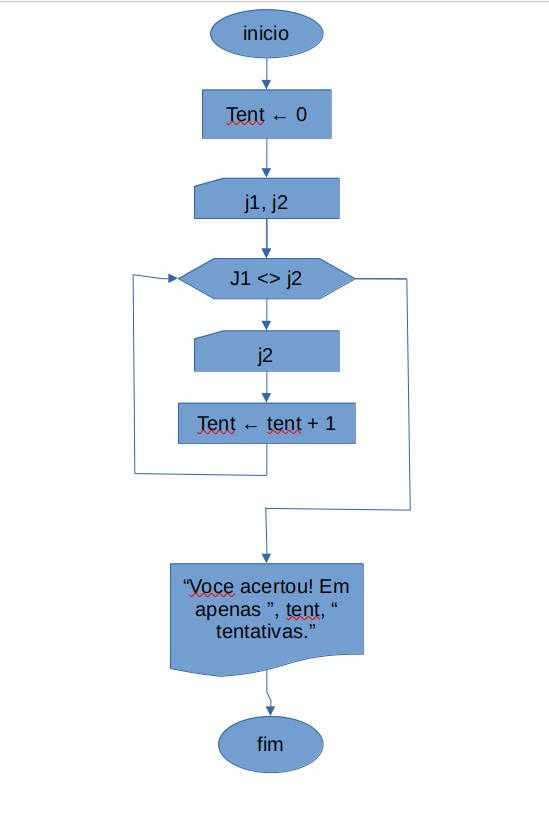 inicio
Tent ← 0
j1, j2
J1 <> j2
j2
Tent ← tent + 1
“Voce acertou! Em
apenas ”, tent, “
tentativas.”
fim